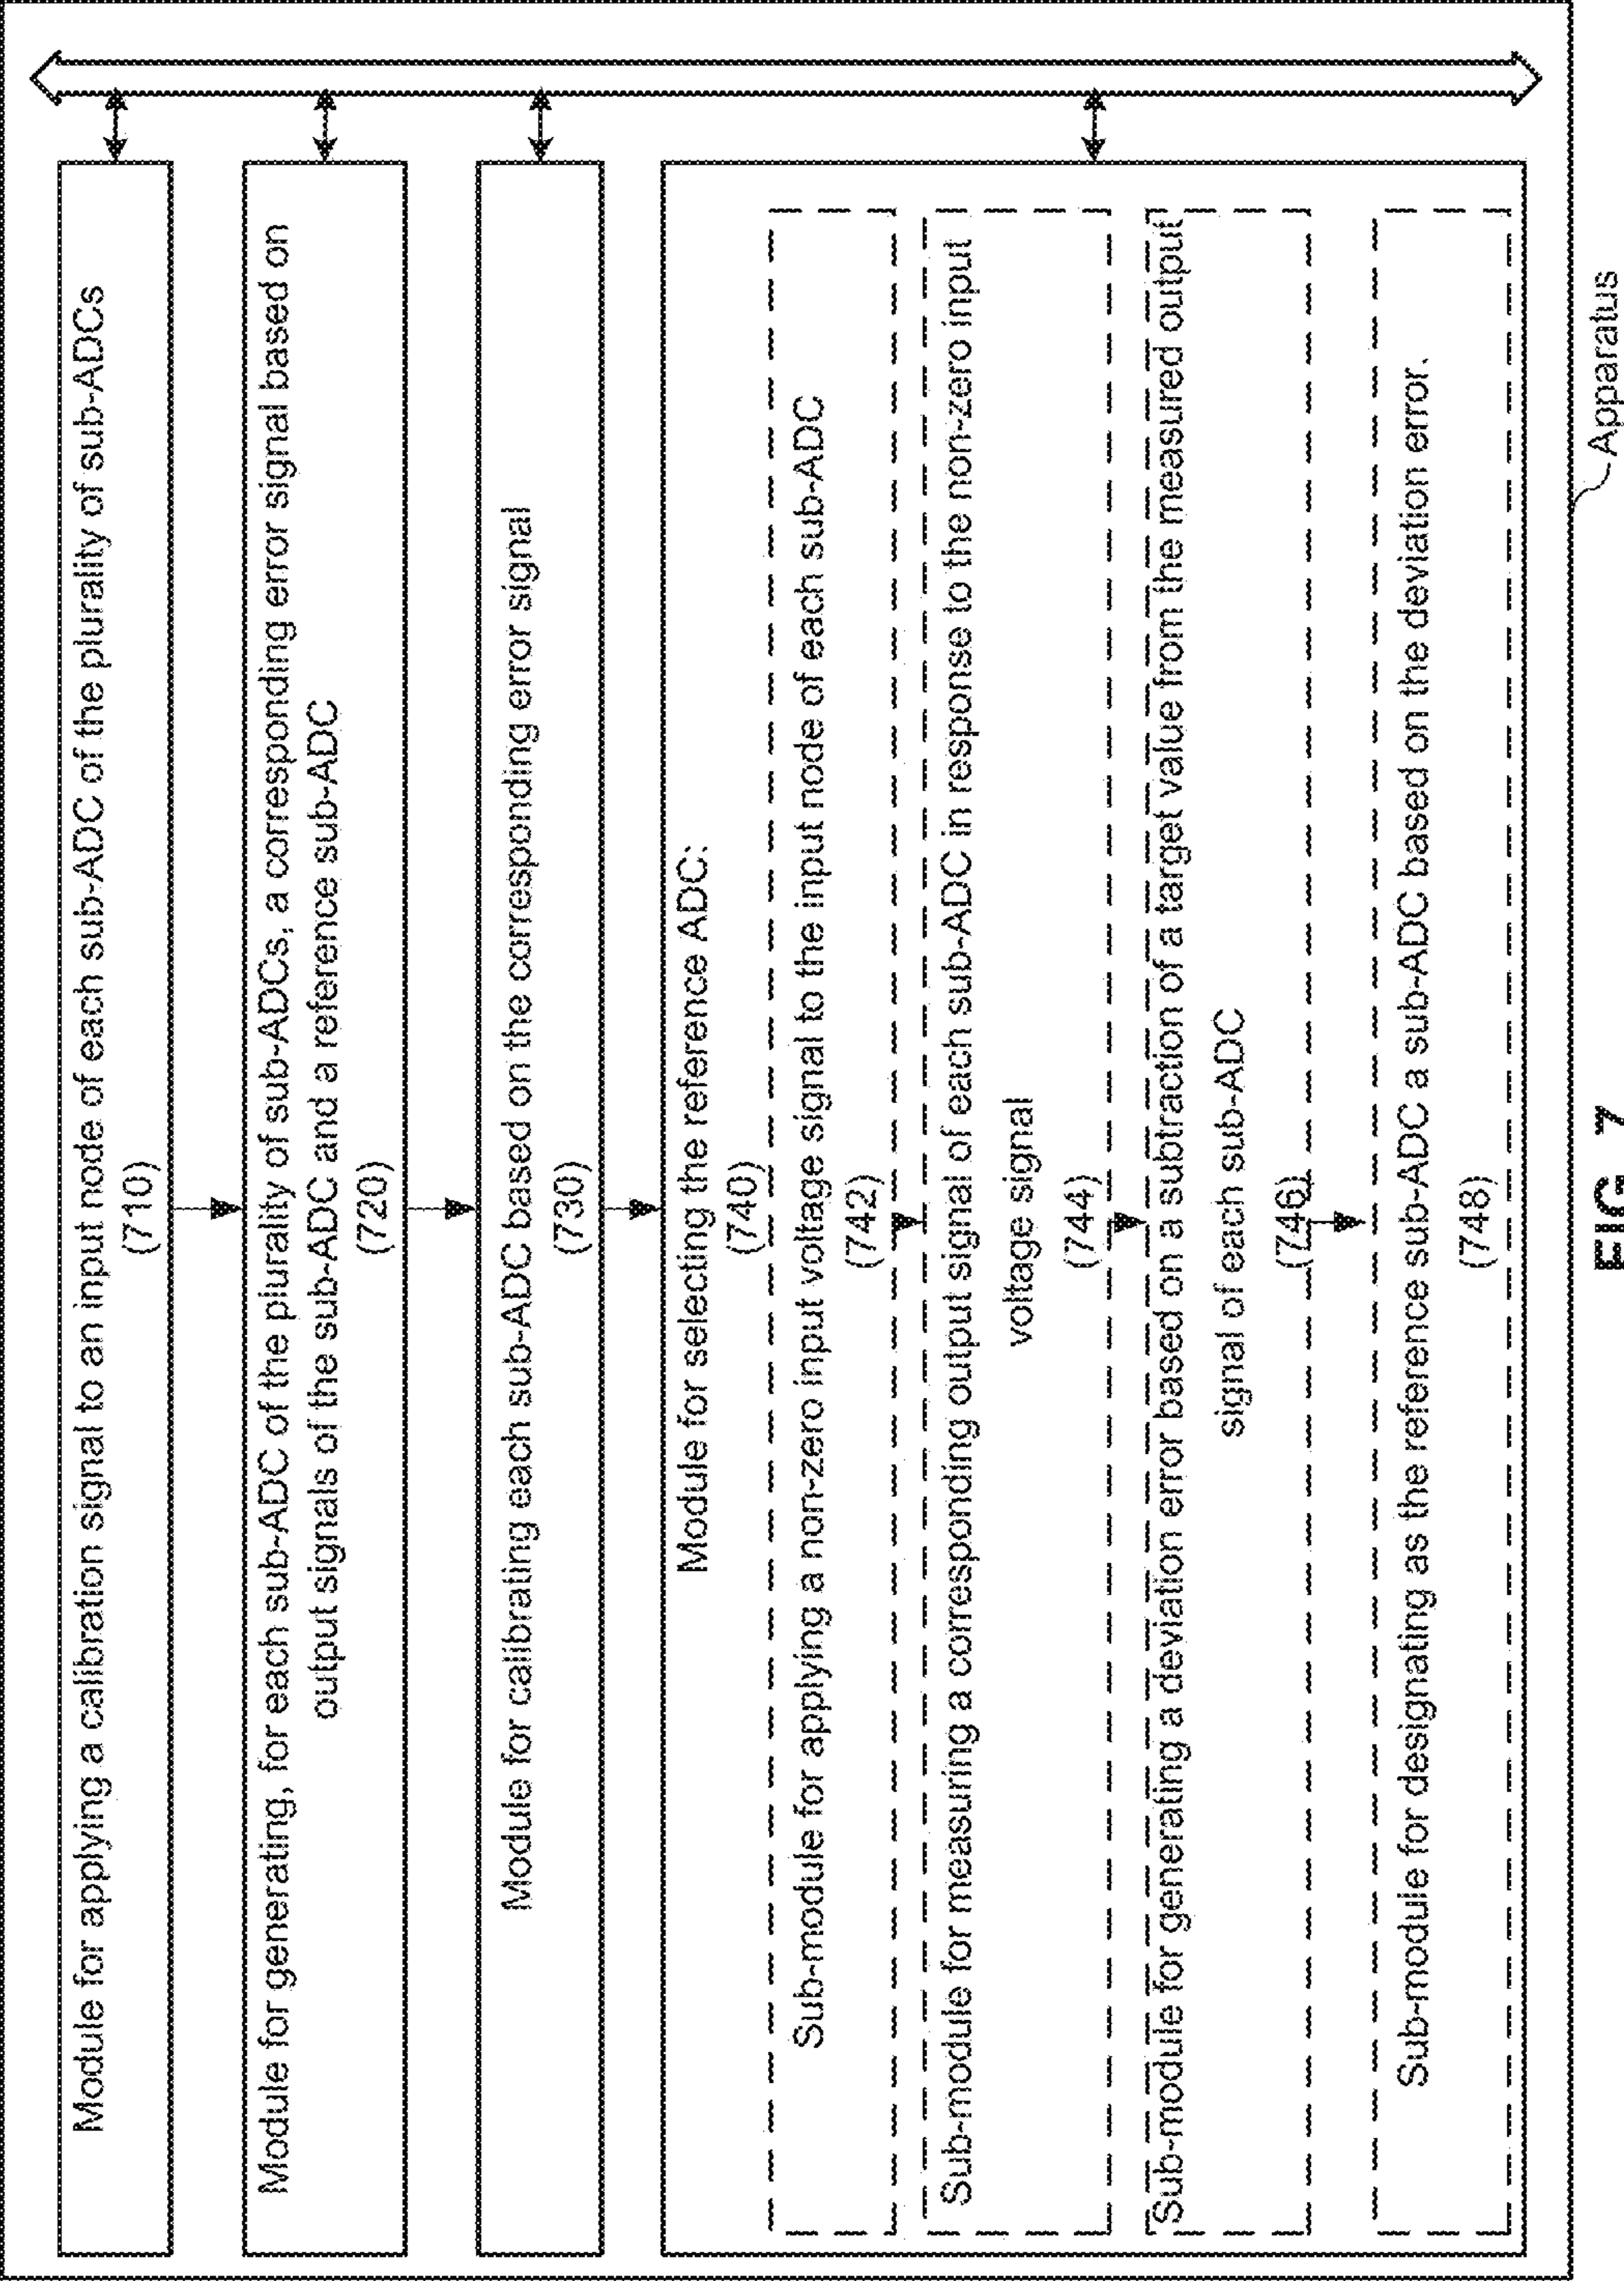 Module for applying a calibration signal to an input node of each sub-ADC of the plurality of sub-ADCs
(710)
Module for generating, for each sub-ADC of the plurality of sub-ADCs, a corresponding error signal based on
output signals of the sub-ADC and a reference sub-ADC
(720)
Module for calibrating each sub-ADC based on the corresponding error signal
(730)
Module for selecting the reference ADC:
(740)
Sub-module for applying a non-zero input voltage signal to the input node of each sub-ADC
(742)
Sub-module for measuring a corresponding output signal of each sub-ADC in response to the non-zero input
voltage signal
(744)
Sub-module for generating a deviation error based on a subtraction of a target value from the measured output
signal of each sub-ADC
(746)
Sub-module for designating as the reference sub-ADC a sub-ADC based on the deviation error.
(748)
Apparatus
FIG. 7